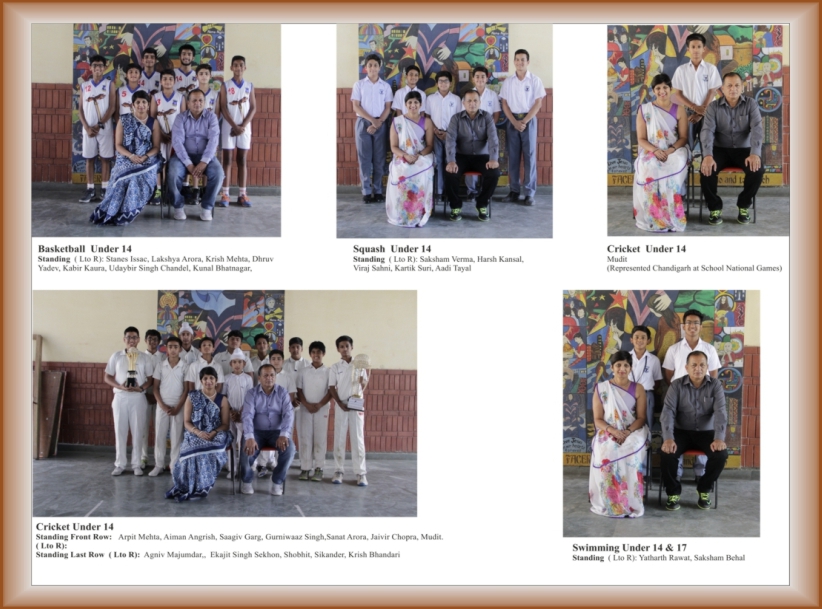 Basketball Under 14
Standing ( Lto R): Stanes Issac, Lakshya Arora, Krish Mehta, Dhruv
Yadev, Kabir Kaura, Udaybir Singh Chandel, Kunal Bhatnagar,
Squash Under 14
Standing ( Lto R): Saksham Verma, Harsh Kansal,
Viraj Sahni, Kartik Suri, Aadi Tayal
Cricket Under 14
Mudit
(Represented Chandigarh at School National Games)
Cricket Under 14
Standing Front Row: Arpit Mehta, Aiman Angrish, Saagiv Garg, Gurniwaaz Singh,Sanat Arora, Jaivir Chopra, Mudit.
( Lto R):
Standing Last Row ( Lto R): Agniv Majumdar,, Ekajit Singh Sekhon, Shobhit, Sikander, Krish Bhandari
Swimming Under 14 & 17
Standing ( Lto R): Yatharth Rawat, Saksham Behal